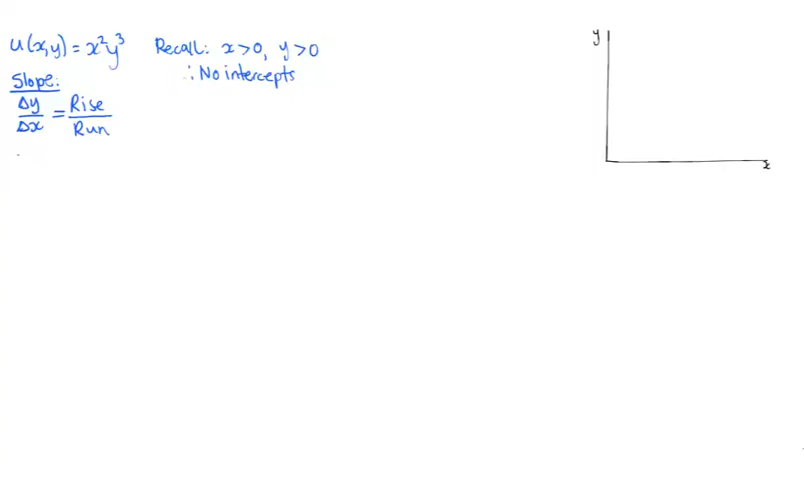 u(x,y) = x²y³
Recall: x>0, y>0
∴ No intercepts
Slope:
Δy/Δx = Rise/Run
y
x